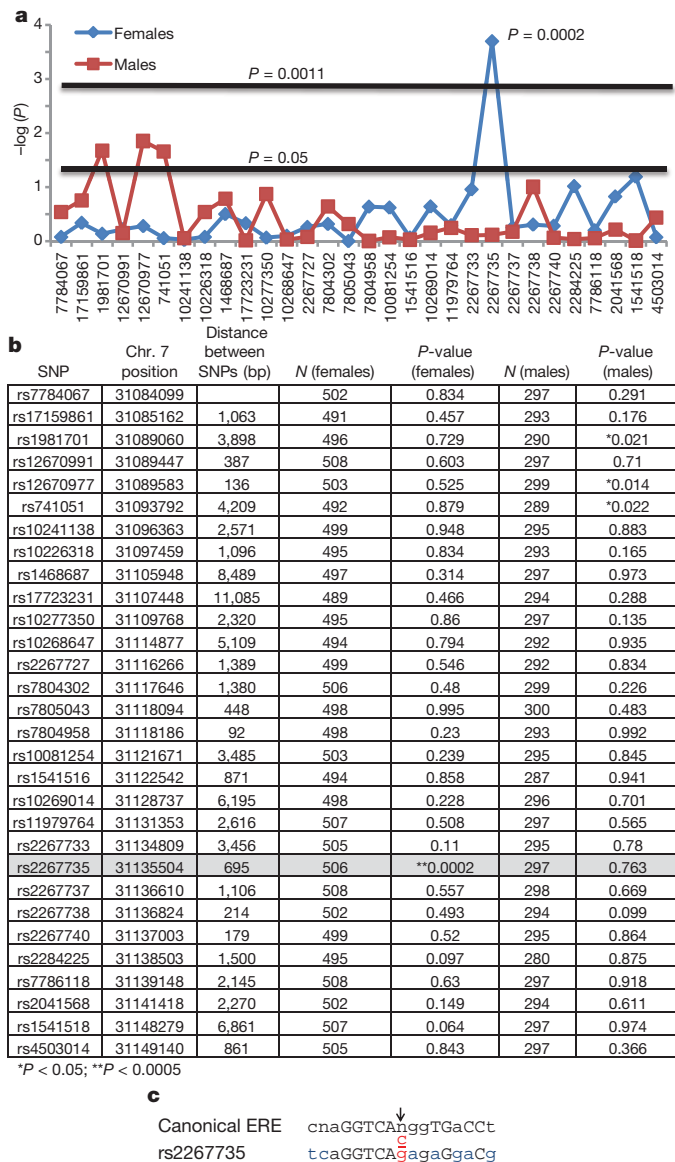 a
4
3
2
1
0
–log (P)
Females
Males
P = 0.0002
P = 0.0011
P = 0.05
7784067
17159861
1981701
12670991
12670977
741051
10241138
10226318
1468687
17723231
10277350
10268647
2267727
7804302
7805043
7804958
10081254
1541516
10269014
11979764
2267733
2267735
2267737
2267738
2267740
2284225
7786118
2041568
1541518
4503014
b
SNP Chr. 7 position Distance between SNPs (bp) N (females) P-value (females) N (males) P-value (males)
rs7784067 31084099 502 0.834 297 0.291
rs17159861 31085162 1,063 491 0.457 293 0.176
rs1981701 31089060 3,898 496 0.729 290 *0.021
rs12670991 31089447 387 508 0.603 297 0.71
rs12670977 31089583 136 503 0.525 299 *0.014
rs741051 31093792 4,209 492 0.879 289 *0.022
rs10241138 31096363 2,571 499 0.948 295 0.883
rs10226318 31097459 1,096 495 0.834 293 0.165
rs1468687 31105948 8,489 497 0.314 297 0.973
rs17723231 31107448 11,085 489 0.466 294 0.288
rs10277350 31109768 2,320 495 0.86 297 0.135
rs10268647 31114877 5,109 494 0.794 292 0.935
rs2267727 31116266 1,389 499 0.546 292 0.834
rs7804302 31117646 1,380 506 0.48 299 0.226
rs7805043 31118094 448 498 0.995 300 0.483
rs7804958 31118186 92 498 0.23 293 0.992
rs10081254 31121671 3,485 503 0.239 295 0.845
rs1541516 31122542 871 494 0.858 287 0.941
rs10269014 31128737 6,195 498 0.228 296 0.701
rs11979764 31131353 2,616 507 0.508 297 0.565
rs2267733 31134809 3,456 505 0.11 295 0.78
rs2267735 31135504 695 506 **0.0002 297 0.763
rs2267737 31136610 1,106 508 0.557 298 0.669
rs2267738 31136824 214 502 0.493 294 0.099
rs2267740 31137003 179 499 0.52 295 0.864
rs2284225 31138503 1,500 495 0.097 280 0.875
rs7786118 31139148 2,145 508 0.63 297 0.918
rs2041568 31141418 2,270 502 0.149 294 0.611
rs1541518 31148279 6,861 507 0.064 297 0.974
rs4503014 31149140 861 505 0.843 297 0.366
*P < 0.05; **P < 0.0005
c
Canonical ERE cnaGGTCAnggTGaCCt
c
rs2267735 tcaGGTCAgagaGgaCg